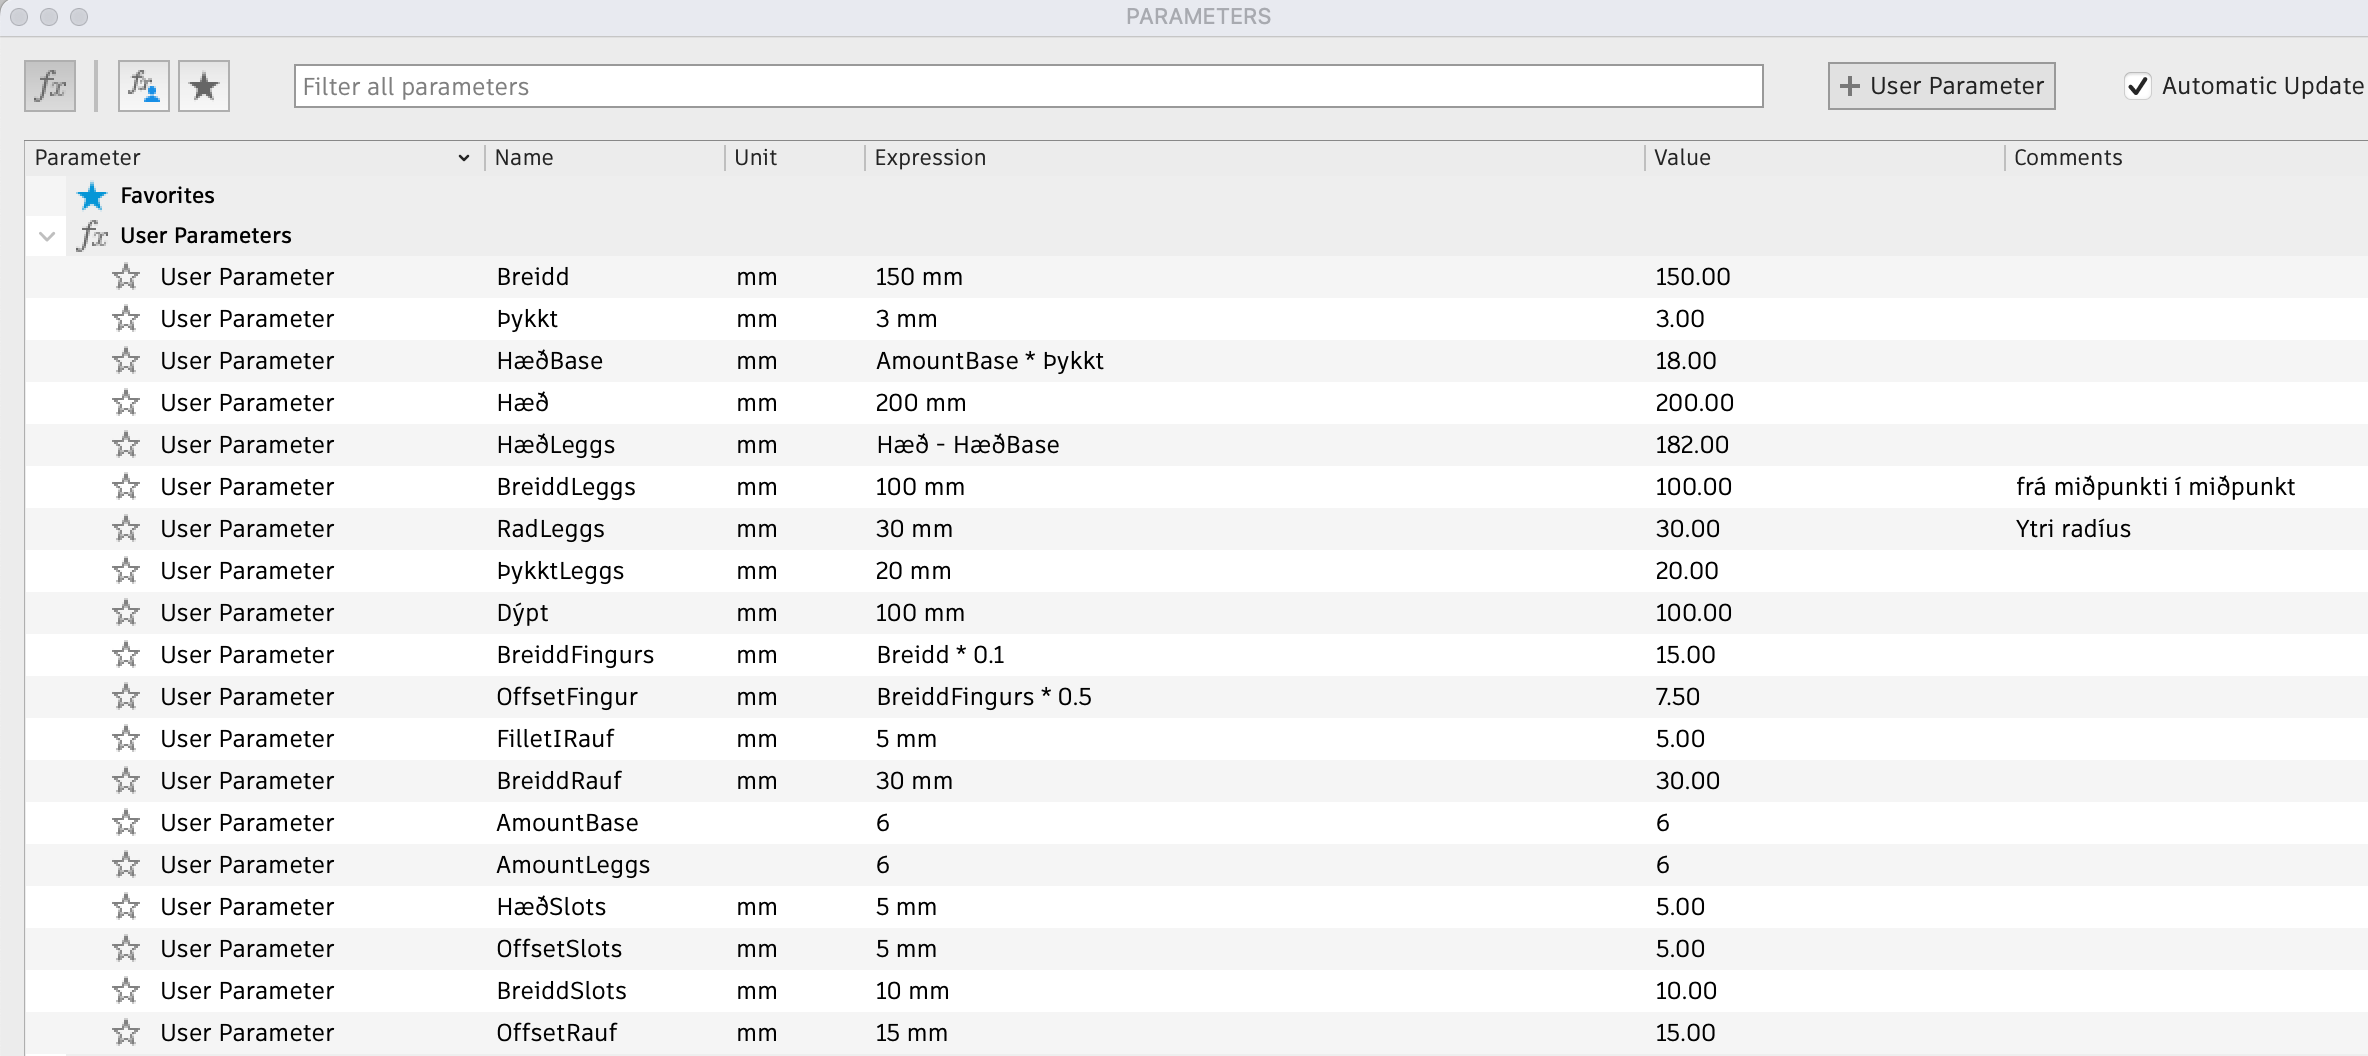 PARAMETERS
fx fx Filter all parameters + User Parameter Automatic Update
Parameter Name Unit Expression Value Comments
Favorites
fx User Parameters
User Parameter Breidd mm 150 mm 150.00
User Parameter Þykkt mm 3 mm 3.00
User Parameter HæðBase mm AmountBase * Þykkt 18.00
User Parameter Hæð mm 200 mm 200.00
User Parameter HæðLeggs mm Hæð - HæðBase 182.00
User Parameter BreiddLeggs mm 100 mm 100.00 frá miðpunkti í miðpunkt
User Parameter RadLeggs mm 30 mm 30.00 Ytri radíus
User Parameter ÞykktLeggs mm 20 mm 20.00
User Parameter Dýpt mm 100 mm 100.00
User Parameter BreiddFingurs mm Breidd * 0.1 15.00
User Parameter OffsetFingur mm BreiddFingurs * 0.5 7.50
User Parameter FilletIRauf mm 5 mm 5.00
User Parameter BreiddRauf mm 30 mm 30.00
User Parameter AmountBase 6 6
User Parameter AmountLeggs 6 6
User Parameter HæðSlots mm 5 mm 5.00
User Parameter OffsetSlots mm 5 mm 5.00
User Parameter BreiddSlots mm 10 mm 10.00
User Parameter OffsetRauf mm 15 mm 15.00